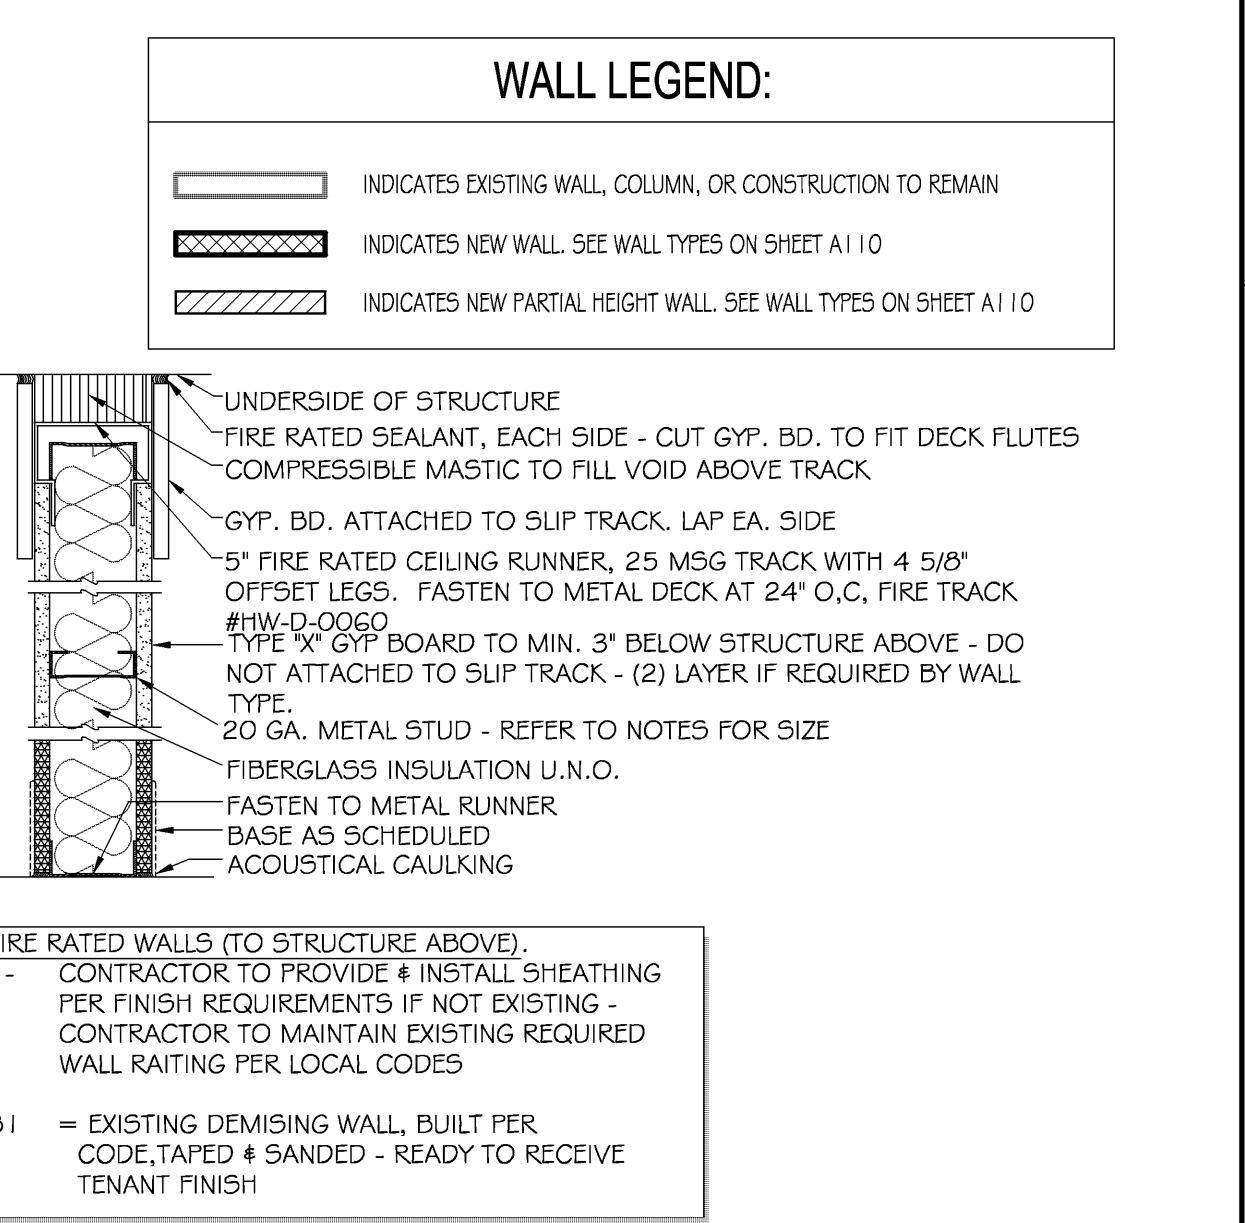 WALL LEGEND:
INDICATES EXISTING WALL, COLUMN, OR CONSTRUCTION TO REMAIN
INDICATES NEW WALL. SEE WALL TYPES ON SHEET A110
INDICATES NEW PARTIAL HEIGHT WALL. SEE WALL TYPES ON SHEET A110
UNDERSIDE OF STRUCTURE
FIRE RATED SEALANT, EACH SIDE - CUT GYP. BD. TO FIT DECK FLUTES
COMPRESSIBLE MASTIC TO FILL VOID ABOVE TRACK
GYP. BD. ATTACHED TO SLIP TRACK. LAP EA. SIDE
5" FIRE RATED CEILING RUNNER, 25 MSG TRACK WITH 4 5/8"
OFFSET LEGS. FASTEN TO METAL DECK AT 24" O,C, FIRE TRACK
#HW-D-0060
TYPE "X" GYP BOARD TO MIN. 3" BELOW STRUCTURE ABOVE - DO
NOT ATTACHED TO SLIP TRACK - (2) LAYER IF REQUIRED BY WALL
TYPE.
20 GA. METAL STUD - REFER TO NOTES FOR SIZE
FIBERGLASS INSULATION U.N.O.
FASTEN TO METAL RUNNER
BASE AS SCHEDULED
ACOUSTICAL CAULKING
IRE RATED WALLS (TO STRUCTURE ABOVE).
- CONTRACTOR TO PROVIDE & INSTALL SHEATHING
PER FINISH REQUIREMENTS IF NOT EXISTING -
CONTRACTOR TO MAINTAIN EXISTING REQUIRED
WALL RAITING PER LOCAL CODES
= EXISTING DEMISING WALL, BUILT PER
CODE,TAPED & SANDED - READY TO RECEIVE
TENANT FINISH